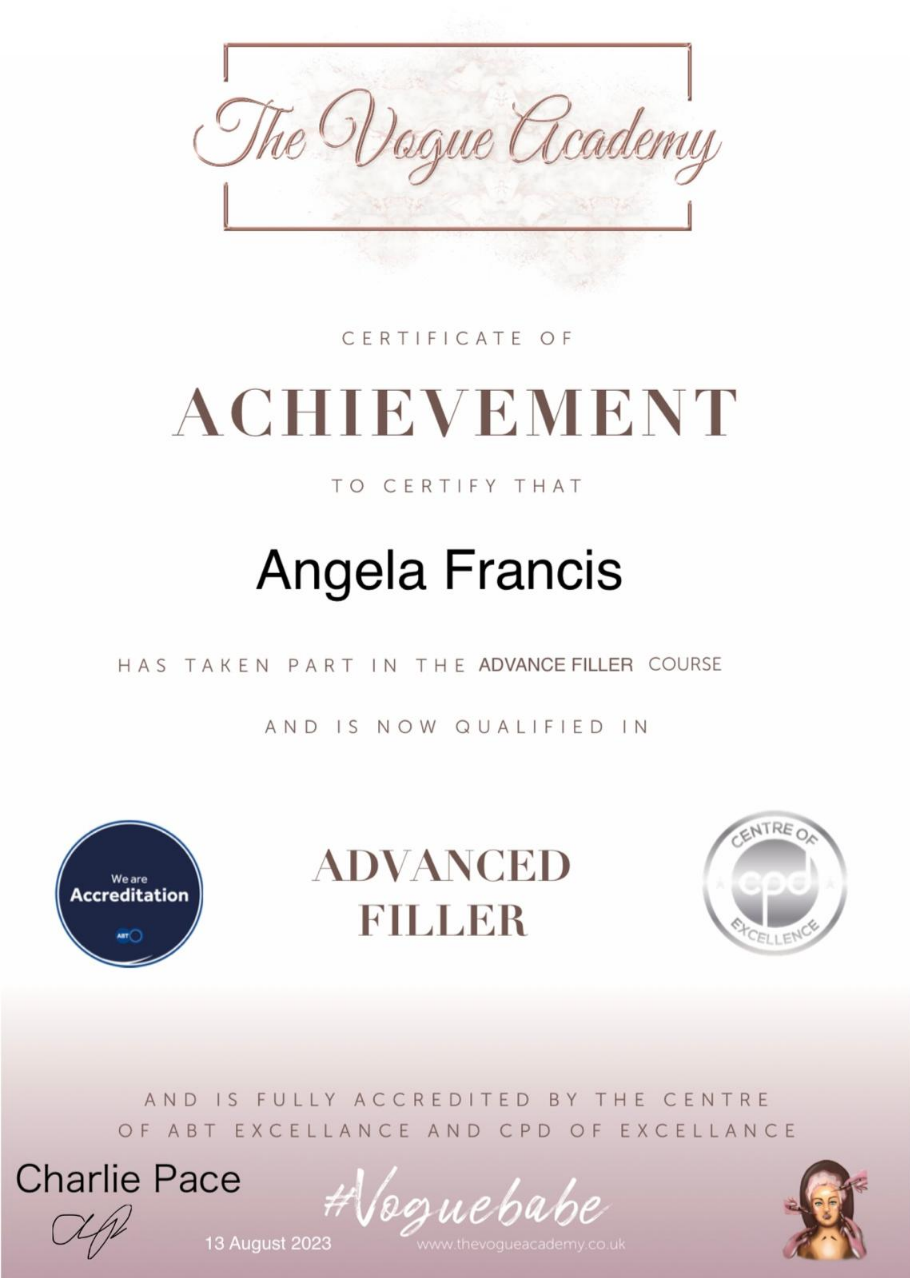 The Vogue Academy
CERTIFICATE OF
ACHIEVEMENT
TO CERTIFY THAT
Angela Francis
HAS TAKEN PART IN THE ADVANCE FILLER COURSE
AND IS NOW QUALIFIED IN
We are
Accreditation
ABT
ADVANCED
FILLER
CENTRE OF
cpd
EXCELLENCE
AND IS FULLY ACCREDITED BY THE CENTRE
OF ABT EXCELLANCE AND CPD OF EXCELLANCE
Charlie Pace
#Voguebabe
13 August 2023
www.thevogueacademy.co.uk